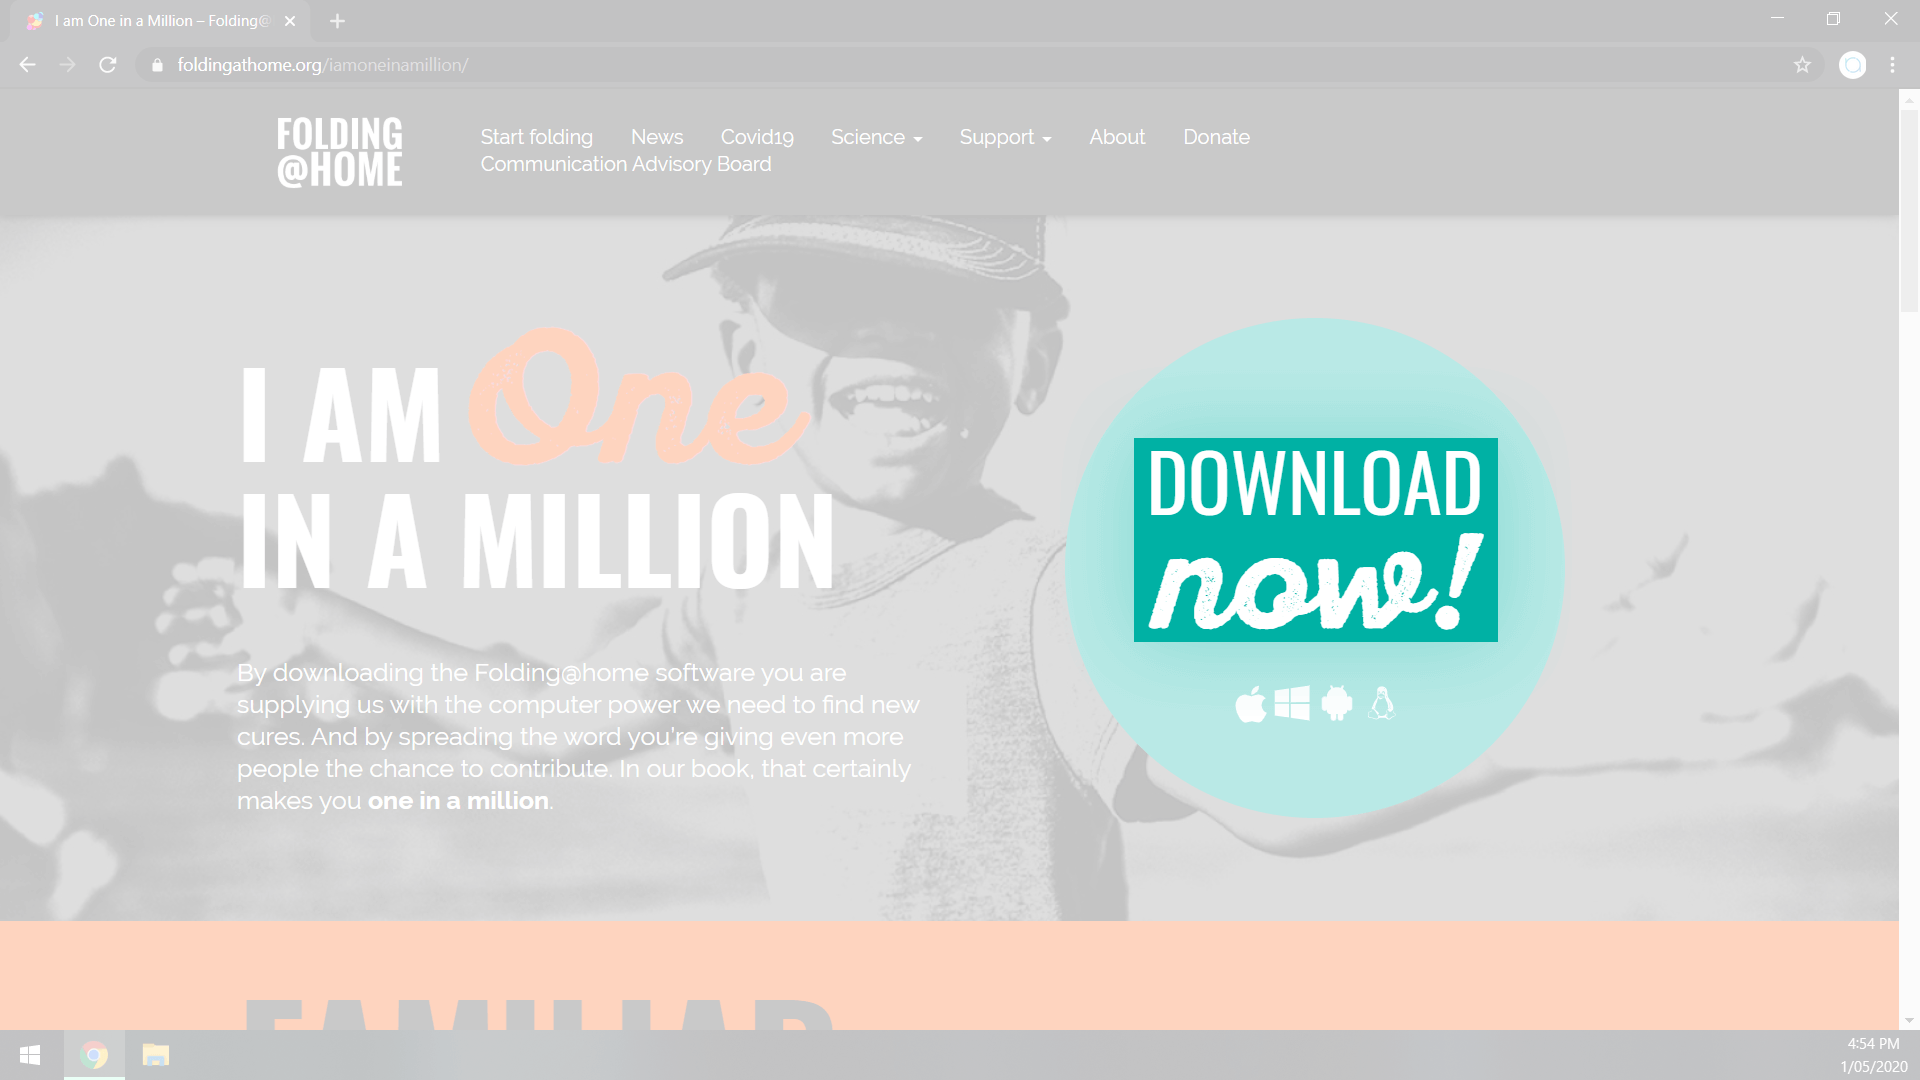 I am One in a Million – Folding@
foldingathome.org/iamoneinamillion/
FOLDING
@HOME
Start folding News Covid19 Science Support About Donate
Communication Advisory Board
I AM One
IN A MILLION
By downloading the Folding@home software you are
supplying us with the computer power we need to find new
cures. And by spreading the word you're giving even more
people the chance to contribute. In our book, that certainly
makes you one in a million.
DOWNLOAD
now!
FAMILIAR
4:54 PM
1/05/2020